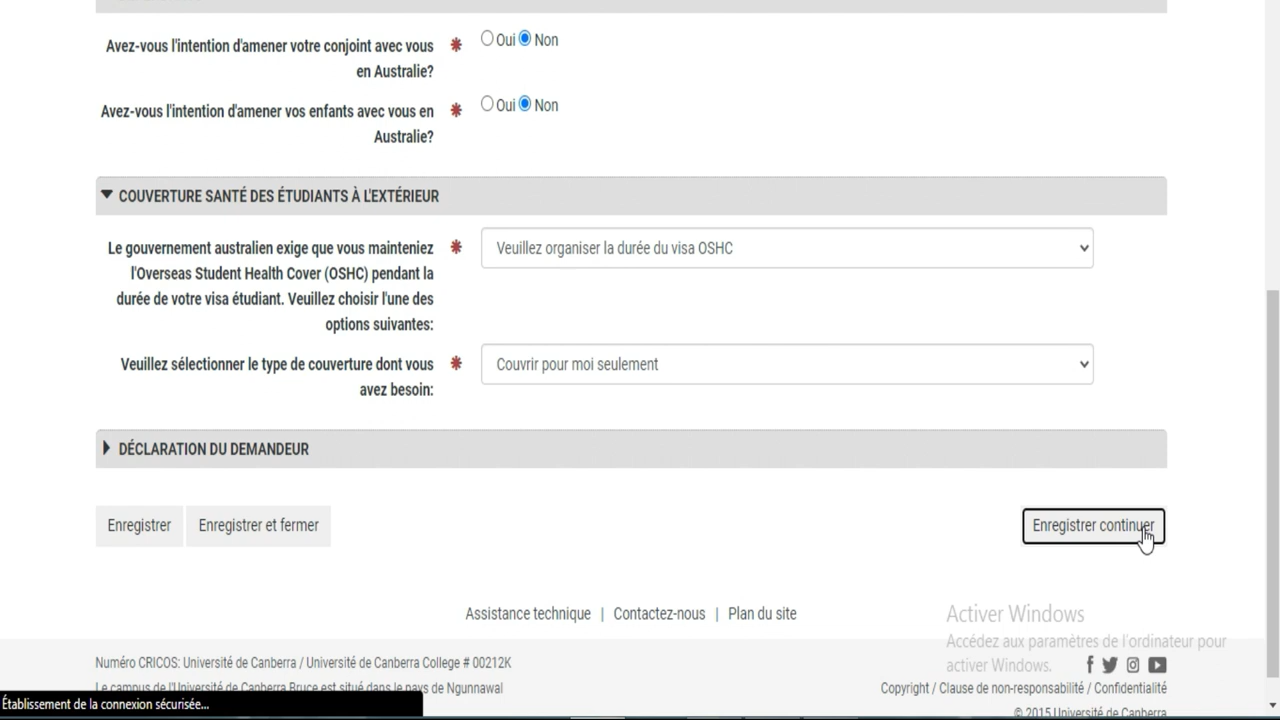 Avez-vous l'intention d'amener votre conjoint avec vous * Oui Non
en Australie?
Avez-vous l'intention d'amener vos enfants avec vous en * Oui Non
Australie?
COUVERTURE SANTÉ DES ÉTUDIANTS À L'EXTÉRIEUR
Le gouvernement australien exige que vous mainteniez * Veuillez organiser la durée du visa OSHC
l'Overseas Student Health Cover (OSHC) pendant la
durée de votre visa étudiant. Veuillez choisir l'une des
options suivantes:
Veuillez sélectionner le type de couverture dont vous * Couvrir pour moi seulement
avez besoin:
DÉCLARATION DU DEMANDEUR
Enregistrer Enregistrer et fermer Enregistrer continuer
Assistance technique | Contactez-nous | Plan du site
Activer Windows
Accédez aux paramètres de l'ordinateur pour
activer Windows.
Numéro CRICOS: Université de Canberra / Université de Canberra College # 00212K
Le campus de l'Université de Canberra Bruce est situé dans le pays de Ngunnawal
Copyright / Clause de non-responsabilité / Confidentialité
© 2015 Université de Canberra
Établissement de la connexion sécurisée...